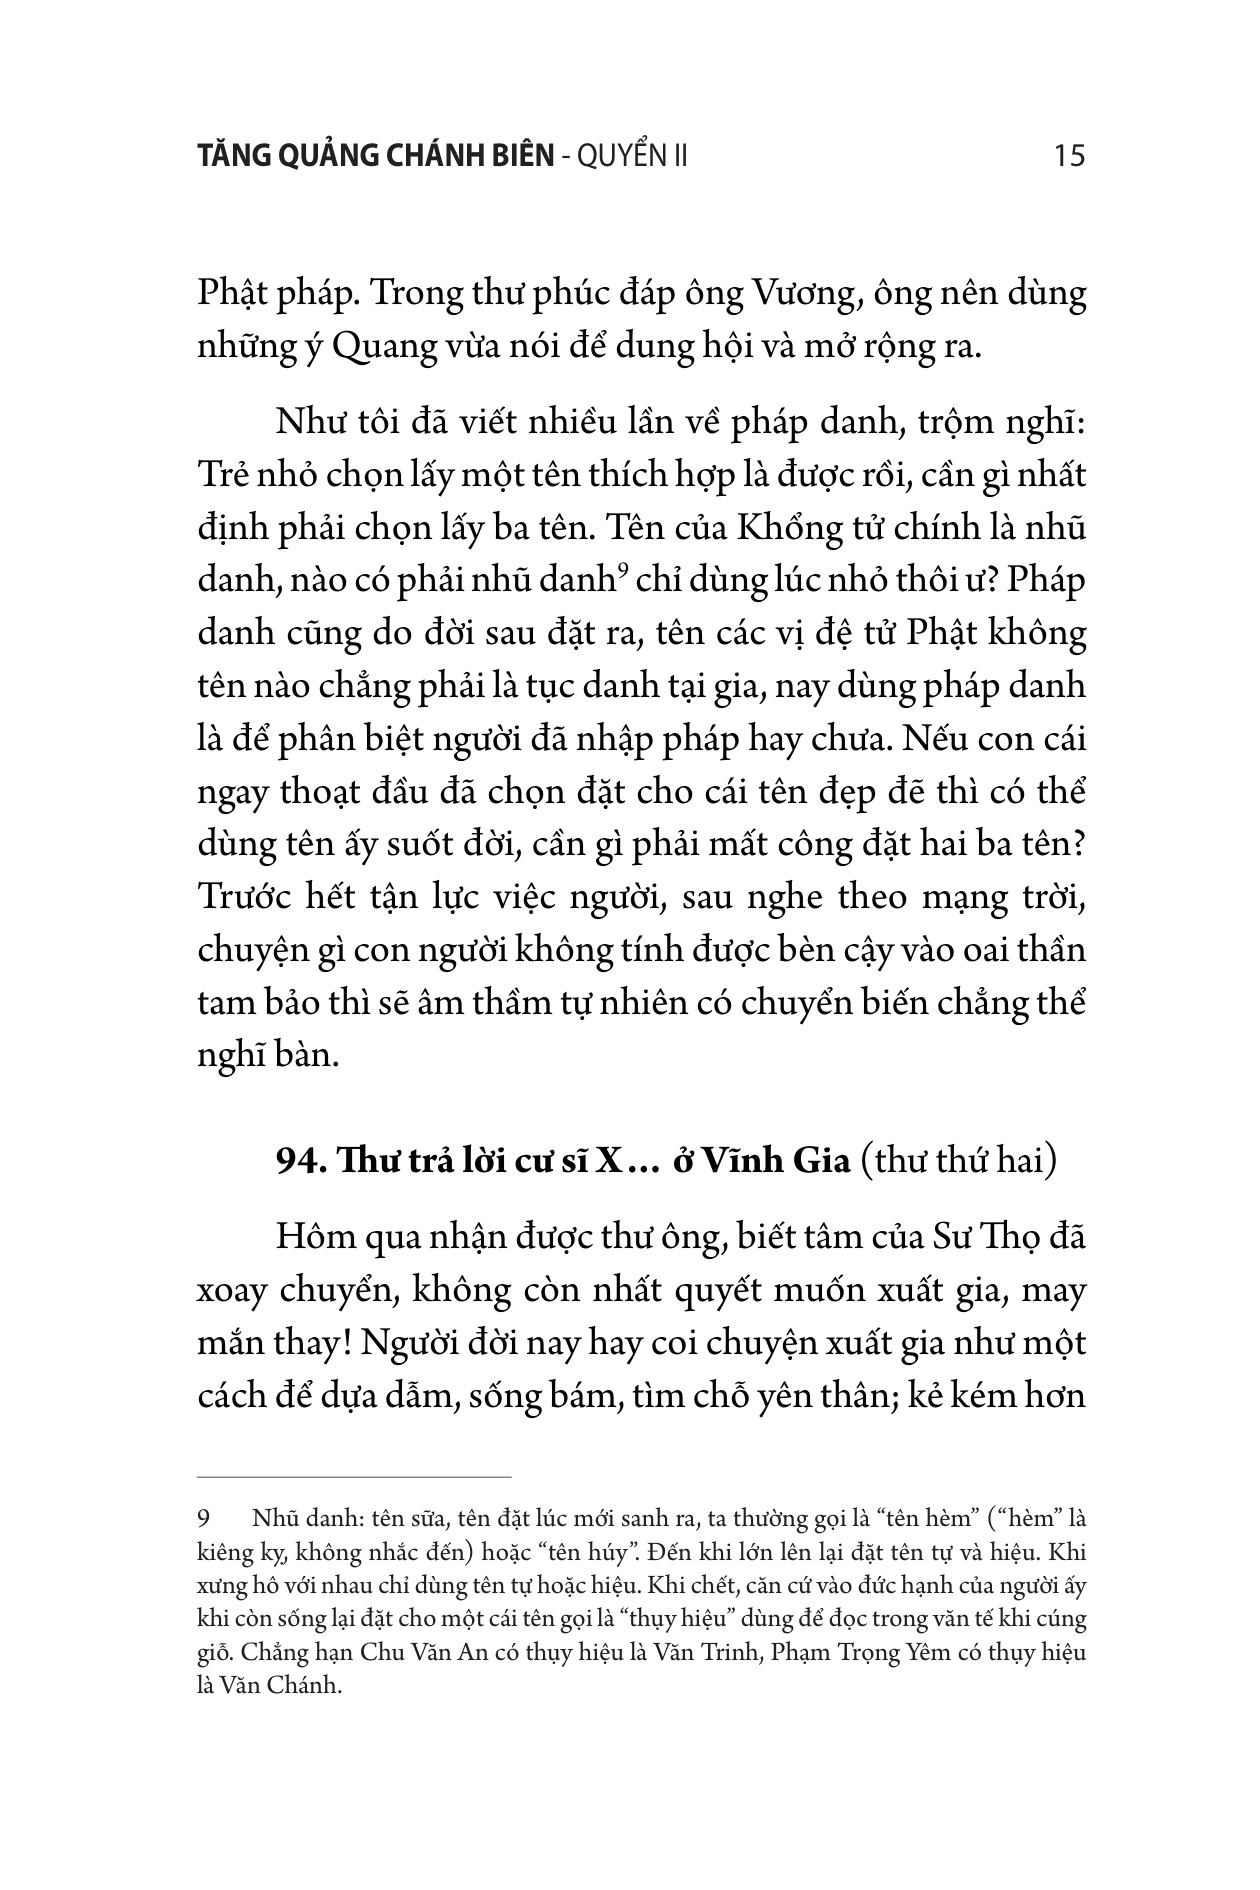 TĂNG QUẢNG CHÁNH BIÊN - QUYỂN II 15
Phật pháp. Trong thư phúc đáp ông Vương, ông nên dùng
những ý Quang vừa nói để dung hội và mở rộng ra.
Như tôi đã viết nhiều lần về pháp danh, trộm nghĩ:
Trẻ nhỏ chọn lấy một tên thích hợp là được rồi, cần gì nhất
định phải chọn lấy ba tên. Tên của Khổng tử chính là nhũ
danh, nào có phải nhũ danh⁹ chỉ dùng lúc nhỏ thôi ư? Pháp
danh cũng do đời sau đặt ra, tên các vị đệ tử Phật không
tên nào chẳng phải là tục danh tại gia, nay dùng pháp danh
là để phân biệt người đã nhập pháp hay chưa. Nếu con cái
ngay thoạt đầu đã chọn đặt cho cái tên đẹp đẽ thì có thể
dùng tên ấy suốt đời, cần gì phải mất công đặt hai ba tên?
Trước hết tận lực việc người, sau nghe theo mạng trời,
chuyện gì con người không tính được bèn cậy vào oai thần
tam bảo thì sẽ âm thầm tự nhiên có chuyển biến chẳng thể
nghĩ bàn.
94. Thư trả lời cư sĩ X... ở Vĩnh Gia (thư thứ hai)
Hôm qua nhận được thư ông, biết tâm của Sư Thọ đã
xoay chuyển, không còn nhất quyết muốn xuất gia, may
mắn thay! Người đời nay hay coi chuyện xuất gia như một
cách để dựa dẫm, sống bám, tìm chỗ yên thân; kẻ kém hơn
9 Nhũ danh: tên sữa, tên đặt lúc mới sanh ra, ta thường gọi là “tên hèm” (“hèm” là
kiêng kỵ, không nhắc đến) hoặc “tên húy”. Đến khi lớn lên lại đặt tên tự và hiệu. Khi
xưng hô với nhau chỉ dùng tên tự hoặc hiệu. Khi chết, căn cứ vào đức hạnh của người ấy
khi còn sống lại đặt cho một cái tên gọi là “thụy hiệu” dùng để đọc trong văn tế khi cúng
giỗ. Chẳng hạn Chu Văn An có thụy hiệu là Văn Trinh, Phạm Trọng Yêm có thụy hiệu
là Văn Chánh.